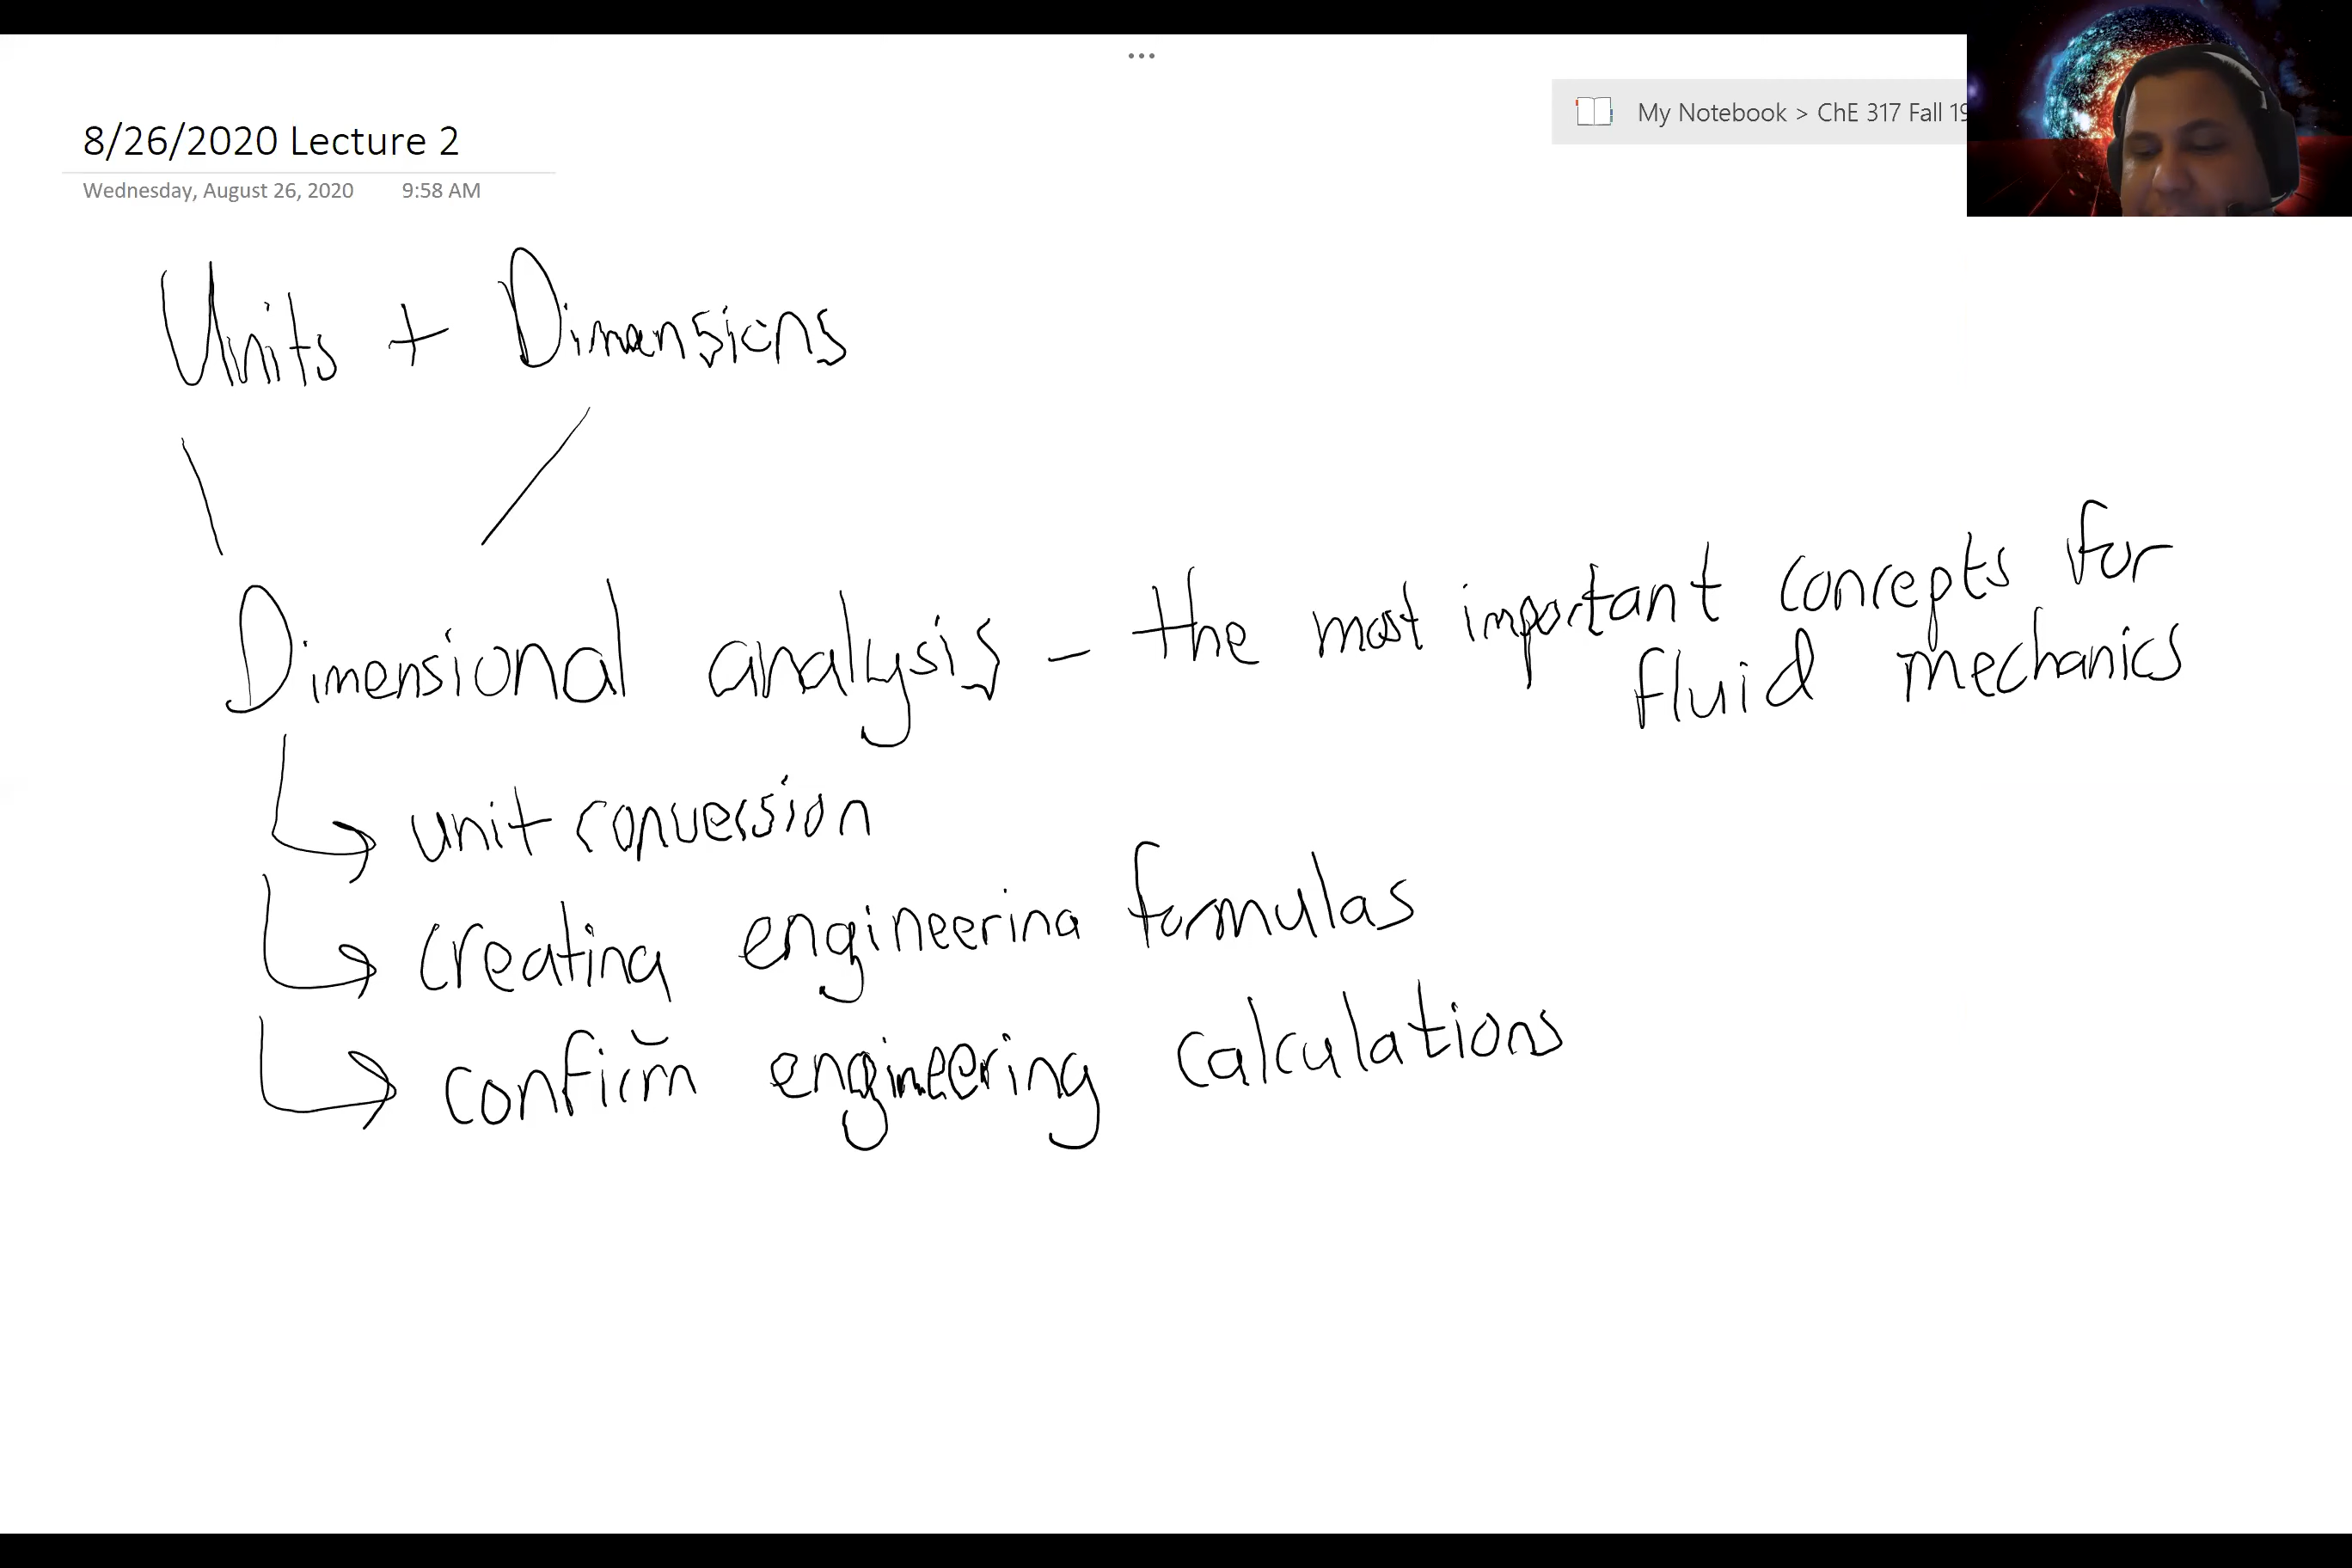 ...
My Notebook > ChE 317 Fall 19
8/26/2020 Lecture 2
Wednesday, August 26, 2020 9:58 AM
Units + Dimensions
Dimensional analysis - the most important concepts for
fluid mechanics
unit conversion
creating engineering formulas
confirm engineering calculations